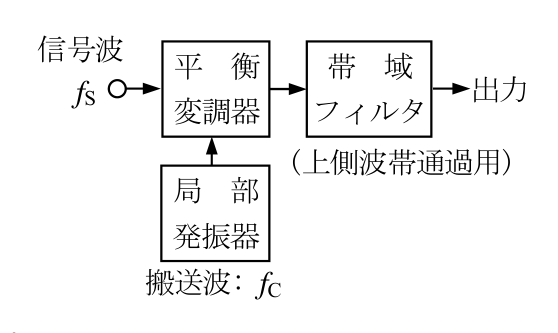 信号波
fS
平衡
変調器
帯域
フィルタ
出力
（上側波帯通過用）
局部
発振器
搬送波：fC